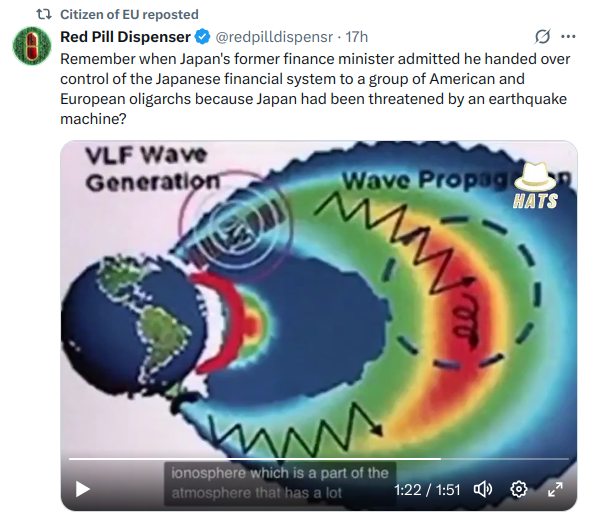 Citizen of EU reposted
Red Pill Dispenser @redpilldispensr · 17h
Remember when Japan's former finance minister admitted he handed over
control of the Japanese financial system to a group of American and
European oligarchs because Japan had been threatened by an earthquake
machine?
VLF Wave
Generation
Wave Propag
HATS
ionosphere which is a part of the
atmosphere that has a lot
1:22 / 1:51